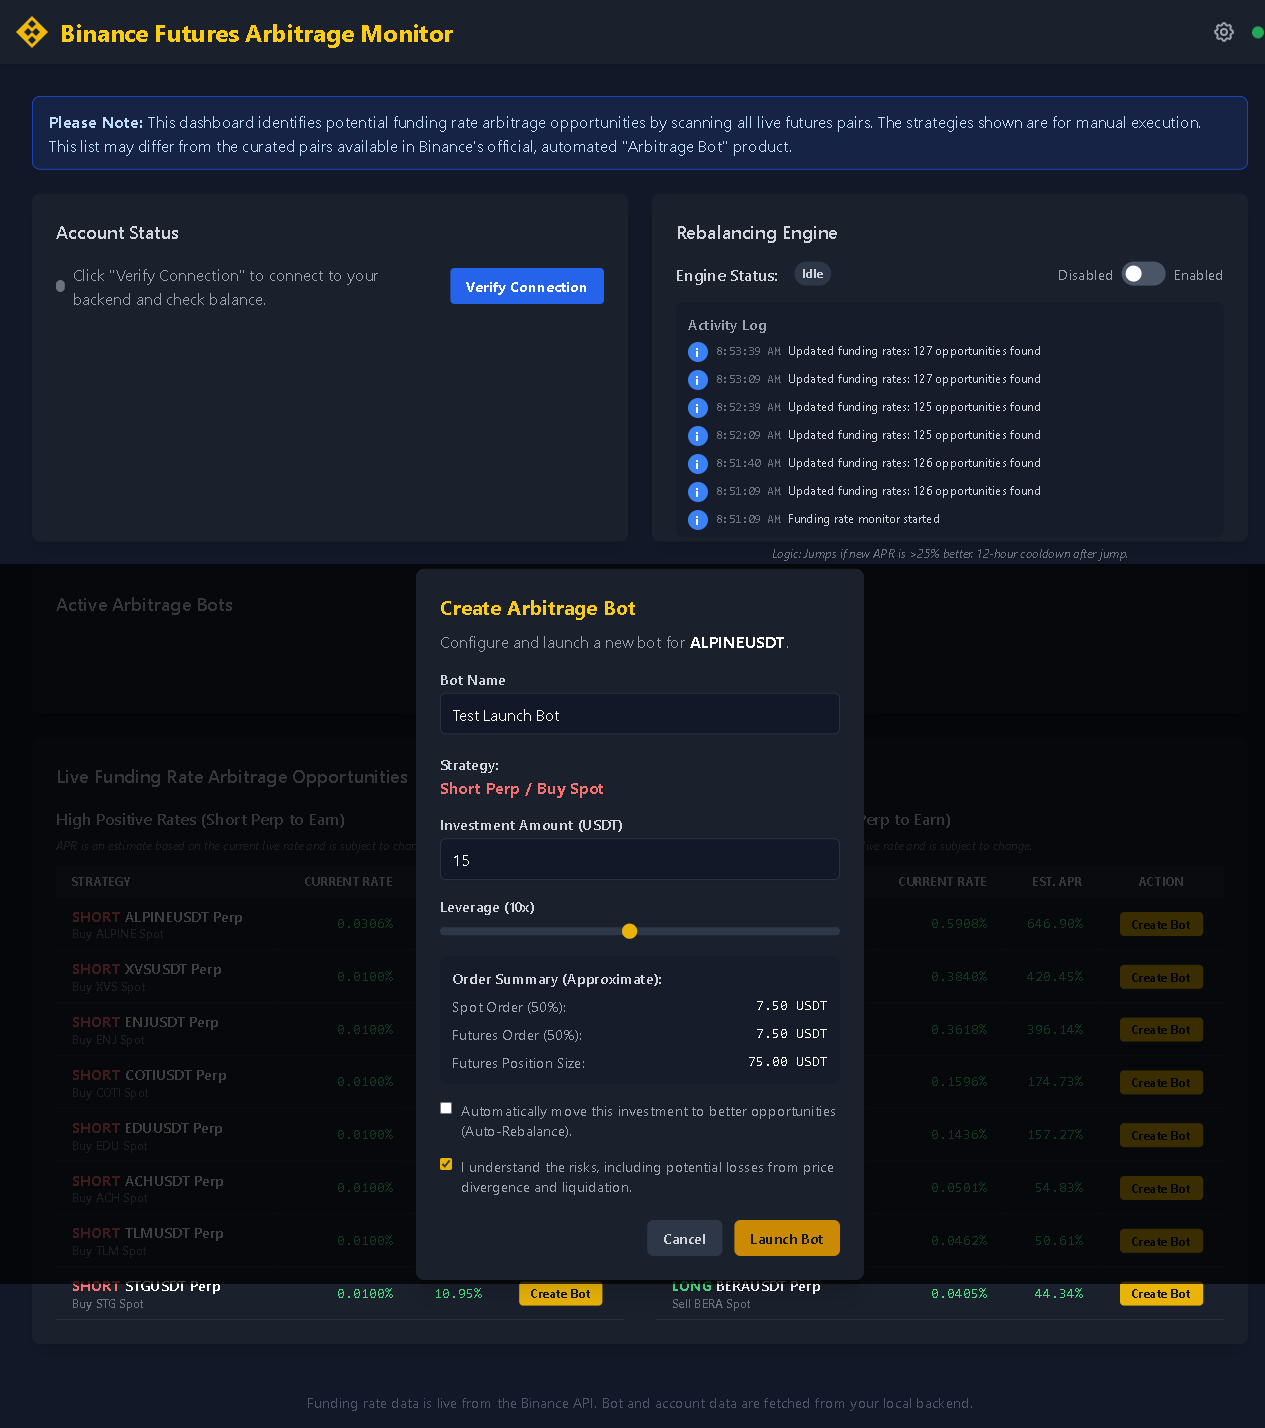 Binance Futures Arbitrage Monitor
Please Note: This dashboard identifies potential funding rate arbitrage opportunities by scanning all live futures pairs. The strategies shown are for manual execution.
This list may differ from the curated pairs available in Binance's official, automated "Arbitrage Bot" product.
Account Status
Click "Verify Connection" to connect to your
backend and check balance.
Verify Connection
Rebalancing Engine
Engine Status: Idle
Disabled Enabled
Activity Log
8:53:39 AM Updated funding rates: 127 opportunities found
8:53:09 AM Updated funding rates: 127 opportunities found
8:52:39 AM Updated funding rates: 125 opportunities found
8:52:09 AM Updated funding rates: 125 opportunities found
8:51:40 AM Updated funding rates: 126 opportunities found
8:51:09 AM Updated funding rates: 126 opportunities found
8:51:09 AM Funding rate monitor started
Logic: Jumps if new APR is >25% better. 12-hour cooldown after jump.
Active Arbitrage Bots
Create Arbitrage Bot
Configure and launch a new bot for ALPINEUSDT.
Bot Name
Test Launch Bot
Strategy:
Short Perp / Buy Spot
Investment Amount (USDT)
15
Leverage (10x)
Order Summary (Approximate):
Spot Order (50%): 7.50 USDT
Futures Order (50%): 7.50 USDT
Futures Position Size: 75.00 USDT
Automatically move this investment to better opportunities
(Auto-Rebalance).
I understand the risks, including potential losses from price
divergence and liquidation.
Cancel
Launch Bot
Live Funding Rate Arbitrage Opportunities
High Positive Rates (Short Perp to Earn)
APR is an estimate based on the current live rate and is subject to
STRATEGY CURRENT RATE
SHORT ALPINEUSDT Perp 0.0306%
Buy ALPINE Spot
SHORT XVSUSDT Perp 0.0100%
Buy XVS Spot
SHORT ENJUSDT Perp 0.0100%
Buy ENJ Spot
SHORT COTIUSDT Perp 0.0100%
Buy COTI Spot
SHORT EDUUSDT Perp 0.0100%
Buy EDU Spot
SHORT ACHUSDT Perp 0.0100%
Buy ACH Spot
SHORT TLMUSDT Perp 0.0100%
Buy TLM Spot
SHORT STGUSDT Perp 0.0100% 10.95% Create Bot
Buy STG Spot
Perp to Earn)
live rate and is subject to change.
CURRENT RATE EST. APR ACTION
0.5908% 646.90% Create Bot
0.3840% 420.45% Create Bot
0.3618% 396.14% Create Bot
0.1596% 174.73% Create Bot
0.1436% 157.27% Create Bot
0.0501% 54.83% Create Bot
0.0462% 50.61% Create Bot
LONG BERAUSDT Perp 0.0405% 44.34% Create Bot
Sell BERA Spot
Funding rate data is live from the Binance API. Bot and account data are fetched from your local backend.